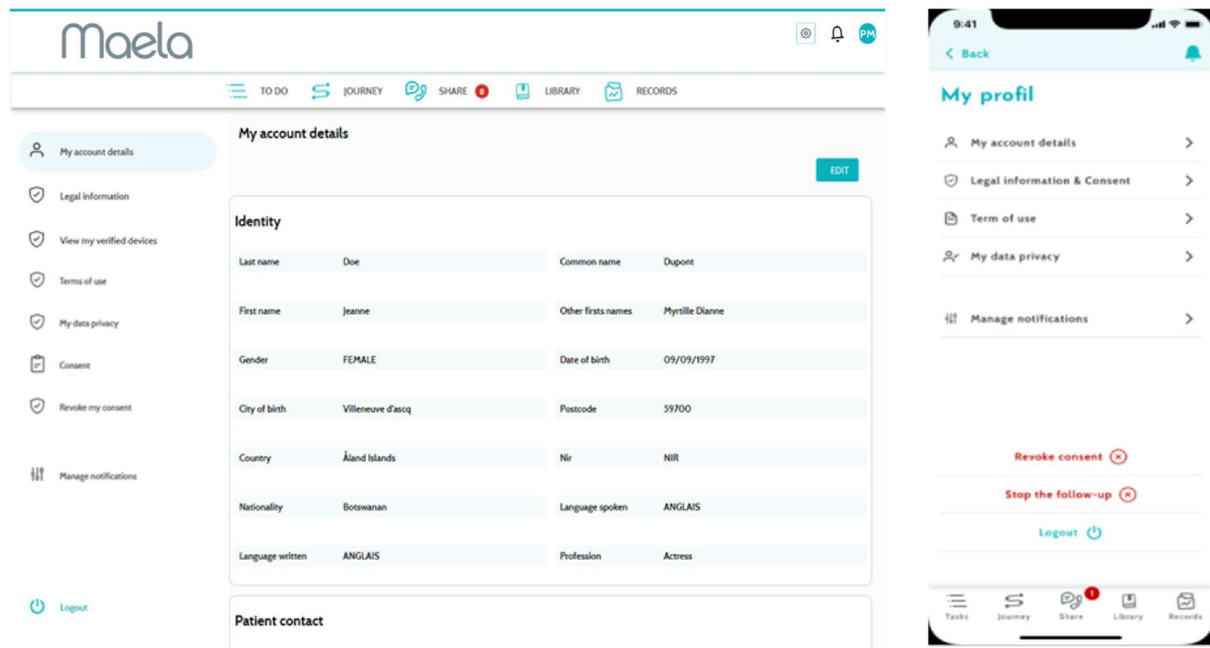 Maela
PM
TO DO JOURNEY SHARE 8 LIBRARY RECORDS
My account details
Legal information
View my verified devices
Terms of use
My data privacy
Consent
Revoke my consent
Manage notifications
Logout
My account details
EDIT
Identity
Last name Doe Common name Dupont
First name Jeanne Other firsts names Myrtille Dianne
Gender FEMALE Date of birth 09/09/1997
City of birth Villeneuve d'ascq Postcode 59700
Country Åland Islands Nir NIR
Nationality Botswanan Language spoken ANGLAIS
Language written ANGLAIS Profession Actress
Patient contact
9:41
Back
My profil
My account details
Legal information & Consent
Term of use
My data privacy
Manage notifications
Revoke consent
Stop the follow-up
Logout
1
Tasks Journey Share Library Records